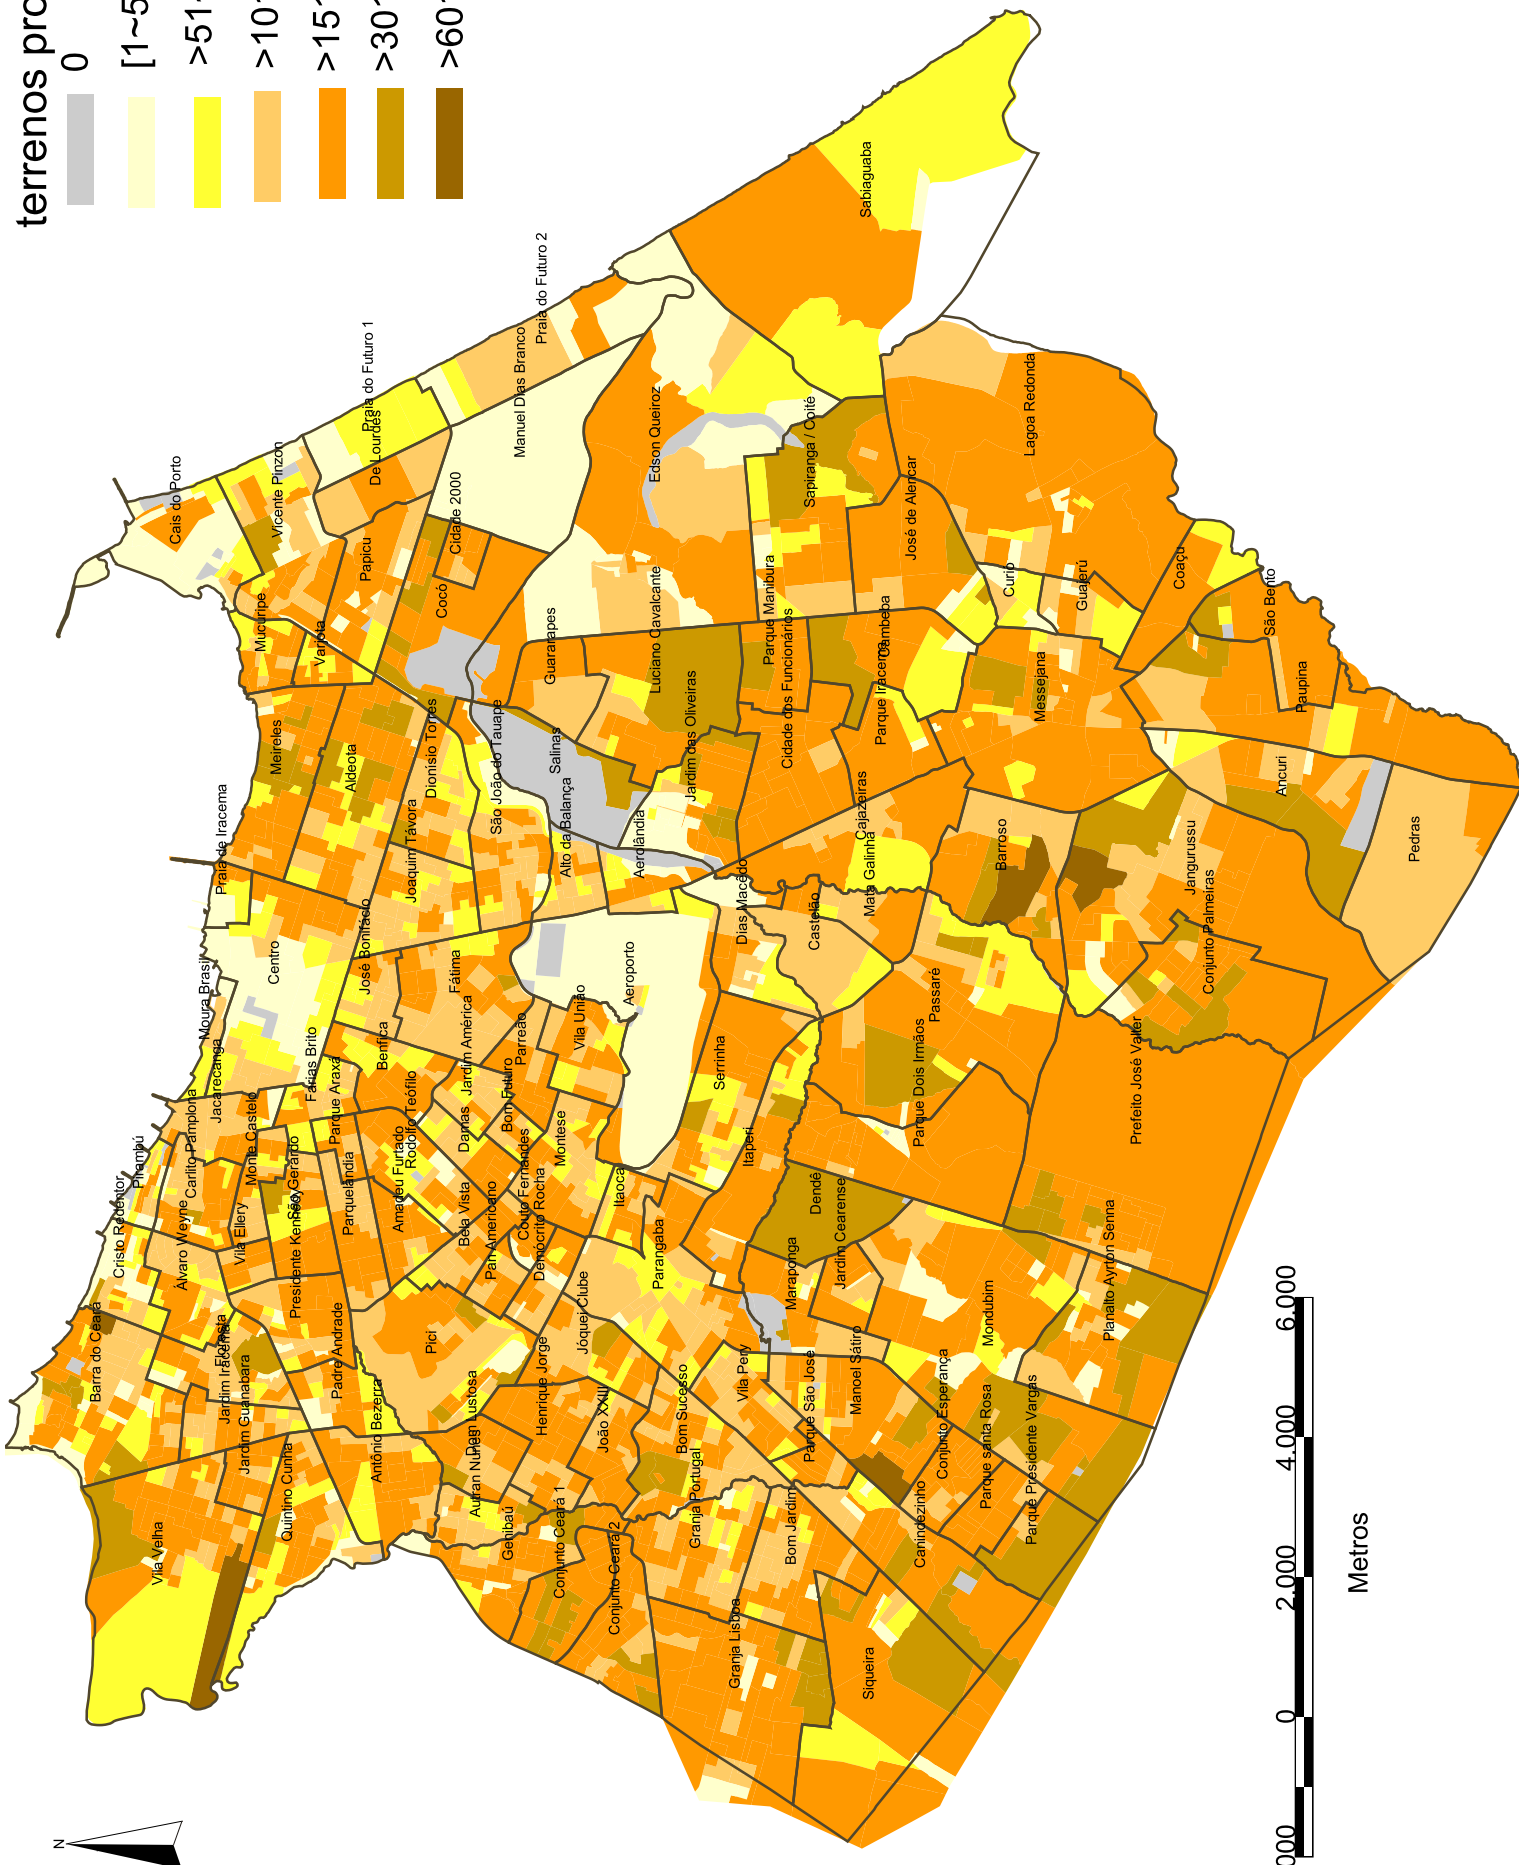 terrenos pro
0
[1~5
>51
>10
>15
>30
>60
Sabiaguaba
Praia do Futuro 2
Praia do Futuro 1
Manuel Dias Branco
De Lourdes
Cais do Porto
Vicente Pinzon
Cidade 2000
Edson Queiroz
Sapiranga / Coité
Lagoa Redonda
José de Alencar
Papicu
Cocó
Mucuripe
Varjota
Guararapes
Luciano Cavalcante
Parque Manibura
Cidade dos Funcionários
Cambeba
Parque Iracema
Curio
Guajerú
Coaçu
São Bento
Paupina
Messejana
Ancuri
Pedras
Meireles
Aldeota
Dionísio Torres
Joaquim Távora
São João do Tauape
Salinas
Alto da Balança
Jardim das Oliveiras
Aerolândia
Cajazeiras
Mata Galinha
Barroso
Jangurussu
Conjunto Palmeiras
Praia de Iracema
Centro
Moura Brasil
José Bonifácio
Fátima
Aeroporto
Dias Macêdo
Castelão
Passaré
Parque Dois Irmãos
Prefeito José Valter
Jacarecanga
Farias Brito
Benfica
Jardim América
Parreão
Vila União
Serrinha
Itaperi
Dendê
Jardim Cearense
Maraponga
Mondubim
Planalto Ayrton Senna
Pirambú
Carlito Pamplona
Monte Castelo
Parque Araxá
Rodolfo Teófilo
Damas
Bom Futuro
Montese
Itaoca
Parangaba
Cristo Redentor
Álvaro Weyne
Vila Ellery
São Gerardo
Presidente Kennedy
Parquelândia
Amadeu Furtado
Bela Vista
Pan Americano
Couto Fernandes
Demócrito Rocha
Jóquei Clube
Barra do Ceará
Floresta
Jardim Iracema
Jardim Guanabara
Padre Andrade
Pici
Antônio Bezerra
Dom Lustosa
Autran Nunes
Henrique Jorge
João XXIII
Bom Sucesso
Vila Pery
Parque São José
Manoel Sátiro
Conjunto Esperança
Parque santa Rosa
Parque Presidente Vargas
Canindezinho
Vila Velha
Quintino Cunha
Genibaú
Conjunto Ceará 1
Conjunto Ceará 2
Granja Portugal
Bom Jardim
Granja Lisboa
Siqueira
N
000
0
2.000
4.000
6.000
Metros